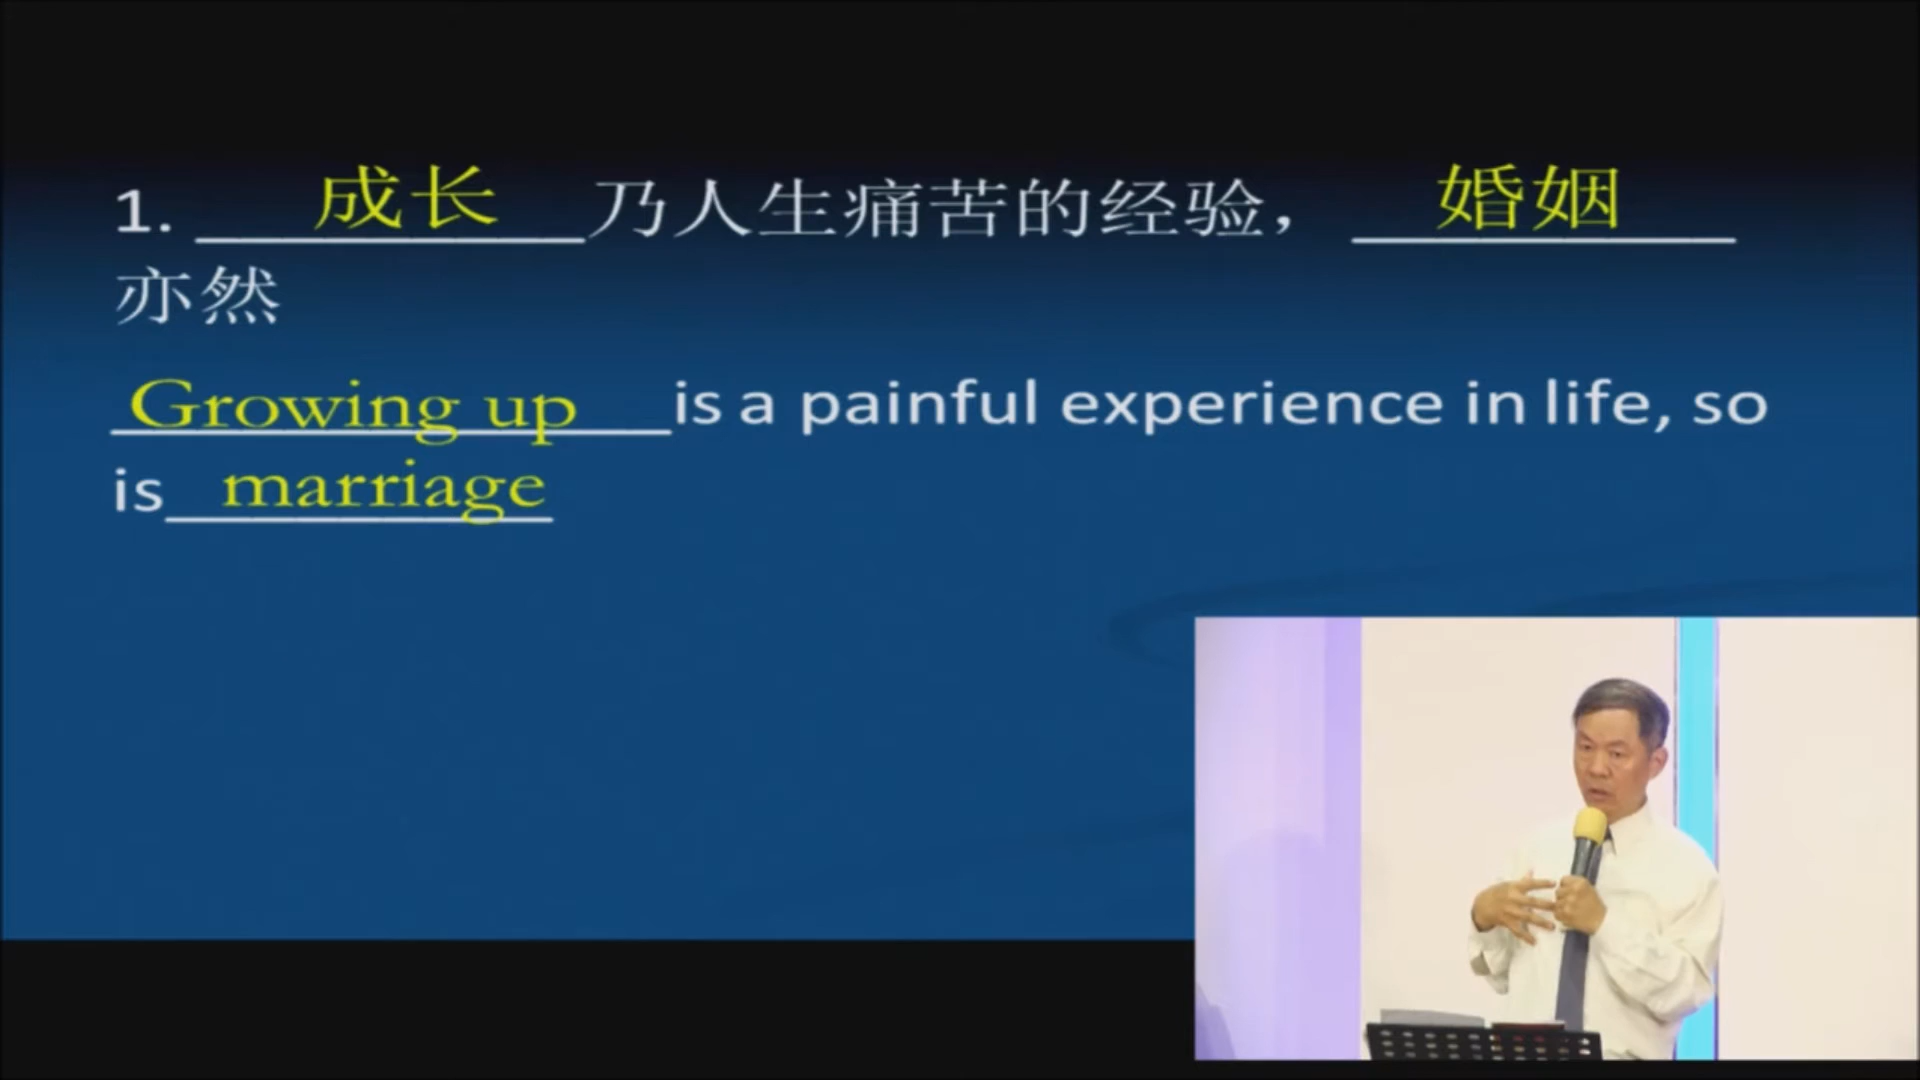 1. 成长乃人生痛苦的经验，婚姻
亦然
Growing up is a painful experience in life, so
is marriage